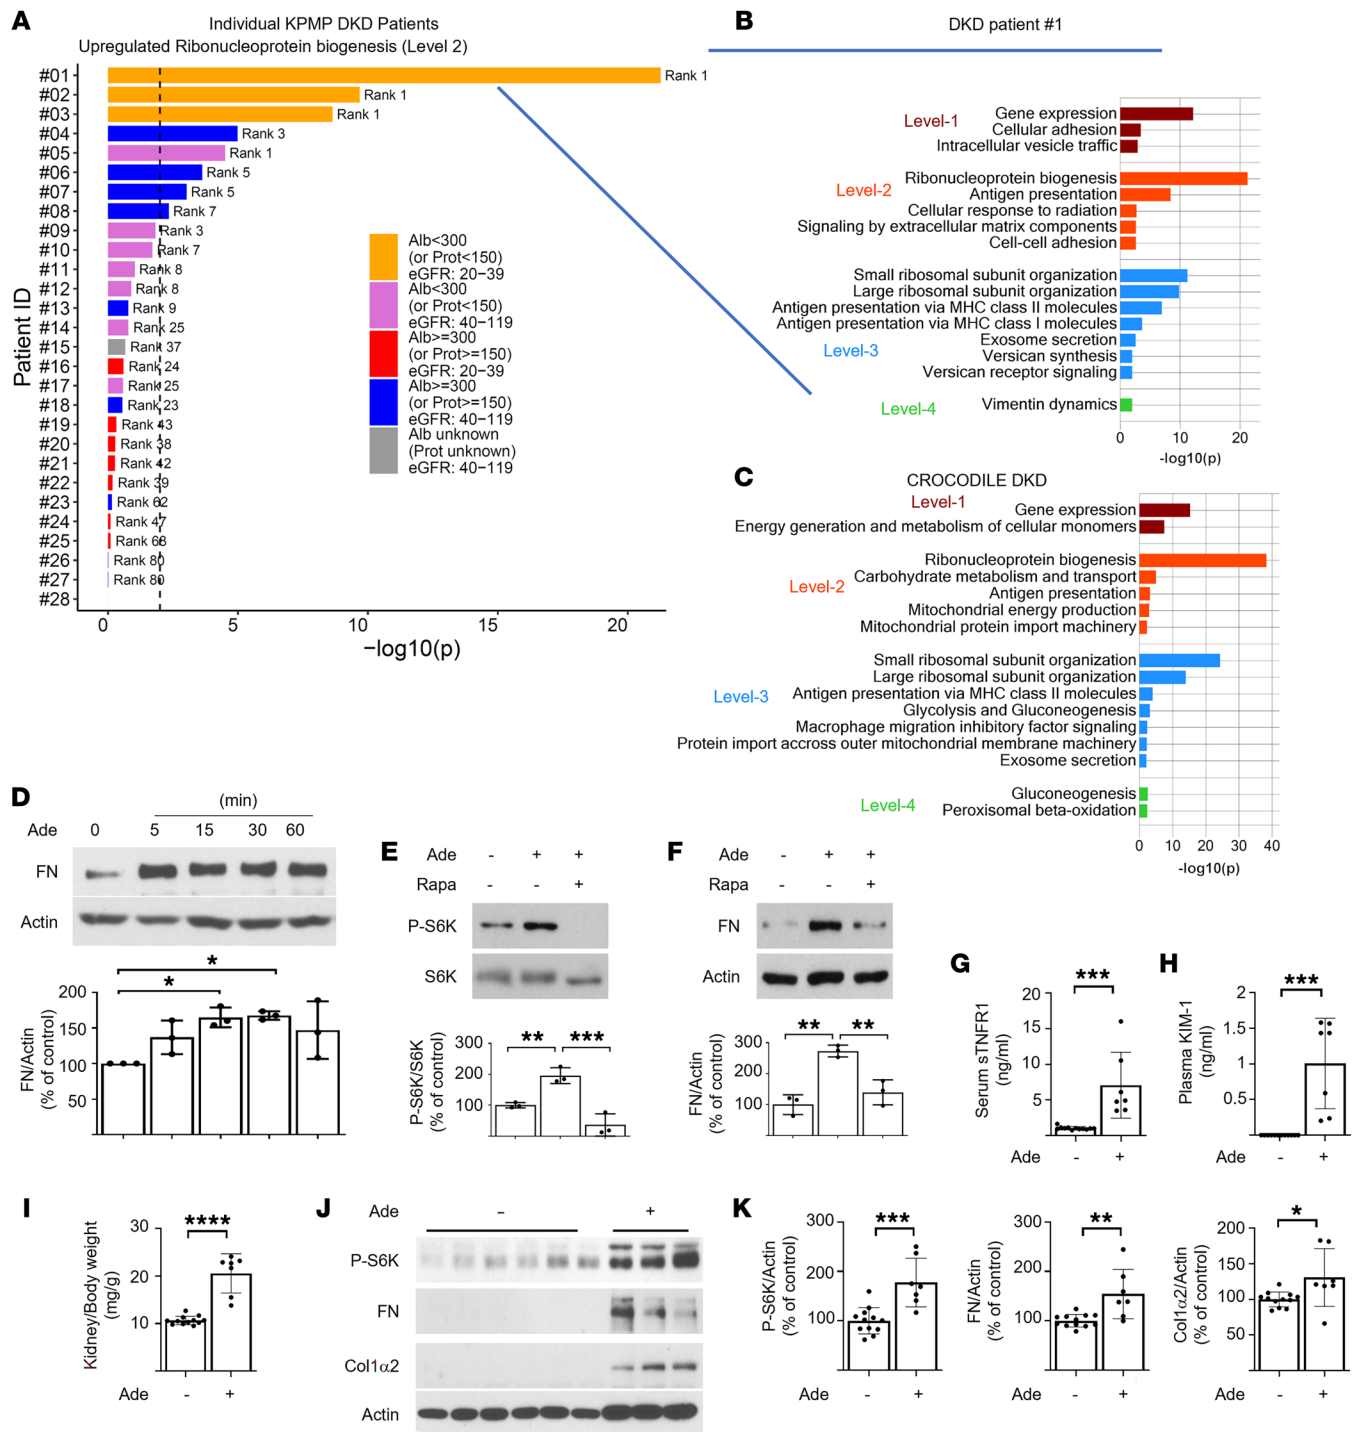 A
Individual KPMP DKD Patients
Upregulated Ribonucleoprotein biogenesis (Level 2)
Patient ID
#01 Rank 1
#02 Rank 1
#03 Rank 1
#04 Rank 3
#05 Rank 1
#06 Rank 5
#07 Rank 5
#08 Rank 7
#09 Rank 3
#10 Rank 7
#11 Rank 8
#12 Rank 8
#13 Rank 9
#14 Rank 25
#15 Rank 37
#16 Rank 24
#17 Rank 25
#18 Rank 23
#19 Rank 43
#20 Rank 38
#21 Rank 42
#22 Rank 39
#23 Rank 62
#24 Rank 47
#25 Rank 68
#26 Rank 80
#27 Rank 80
#28
0 5 10 15 20
−log10(p)
Alb<300
(or Prot<150)
eGFR: 20−39
Alb<300
(or Prot<150)
eGFR: 40−119
Alb>=300
(or Prot>=150)
eGFR: 20−39
Alb>=300
(or Prot>=150)
eGFR: 40−119
Alb unknown
(Prot unknown)
eGFR: 40−119
B
DKD patient #1
Level-1
Gene expression
Cellular adhesion
Intracellular vesicle traffic
Level-2
Ribonucleoprotein biogenesis
Antigen presentation
Cellular response to radiation
Signaling by extracellular matrix components
Cell-cell adhesion
Level-3
Small ribosomal subunit organization
Large ribosomal subunit organization
Antigen presentation via MHC class II molecules
Antigen presentation via MHC class I molecules
Exosome secretion
Versican synthesis
Versican receptor signaling
Level-4
Vimentin dynamics
0 10 20
-log10(p)
C
CROCODILE DKD
Level-1
Gene expression
Energy generation and metabolism of cellular monomers
Level-2
Ribonucleoprotein biogenesis
Carbohydrate metabolism and transport
Antigen presentation
Mitochondrial energy production
Mitochondrial protein import machinery
Level-3
Small ribosomal subunit organization
Large ribosomal subunit organization
Antigen presentation via MHC class II molecules
Glycolysis and Gluconeogenesis
Macrophage migration inhibitory factor signaling
Protein import accross outer mitochondrial membrane machinery
Exosome secretion
Level-4
Gluconeogenesis
Peroxisomal beta-oxidation
0 10 20 30 40
-log10(p)
D
(min)
Ade 0 5 15 30 60
FN
Actin
*
*
FN/Actin
(% of control)
200
150
100
50
E
Ade - + +
Rapa - - +
P-S6K
S6K
** ***
P-S6K/S6K
(% of control)
300
200
100
F
Ade - + +
Rapa - - +
FN
Actin
** **
FN/Actin
(% of control)
300
200
100
G
***
Serum sTNFR1
(ng/ml)
20
15
10
5
0
Ade - +
H
***
Plasma KIM-1
(ng/ml)
2
1.5
1
0.5
0
Ade - +
I
****
Kidney/Body weight
(mg/g)
30
20
10
0
Ade - +
J
Ade − +
P-S6K
FN
Col1α2
Actin
K
***
P-S6K/Actin
(% of control)
300
200
100
Ade - +
**
FN/Actin
(% of control)
300
200
100
- +
*
Col1α2/Actin
(% of control)
200
150
100
50
Ade - +